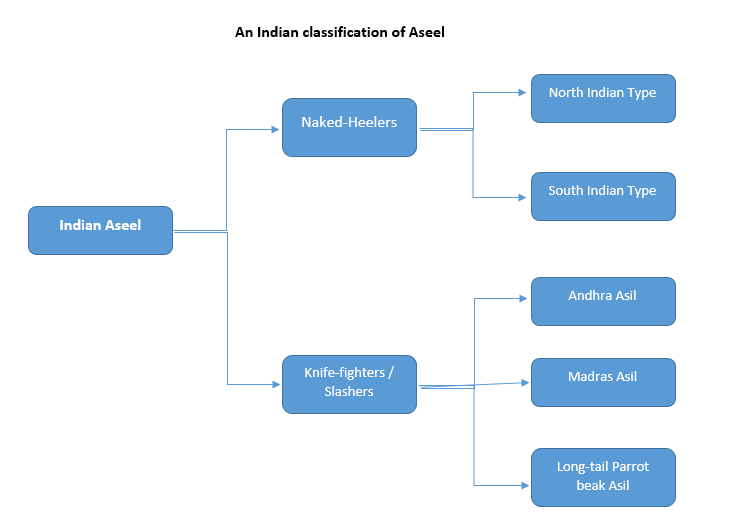 An Indian classification of Aseel
North Indian Type
Naked-Heelers
South Indian Type
Indian Aseel
Andhra Asil
Knife-fighters /
Slashers
Madras Asil
Long-tail Parrot
beak Asil